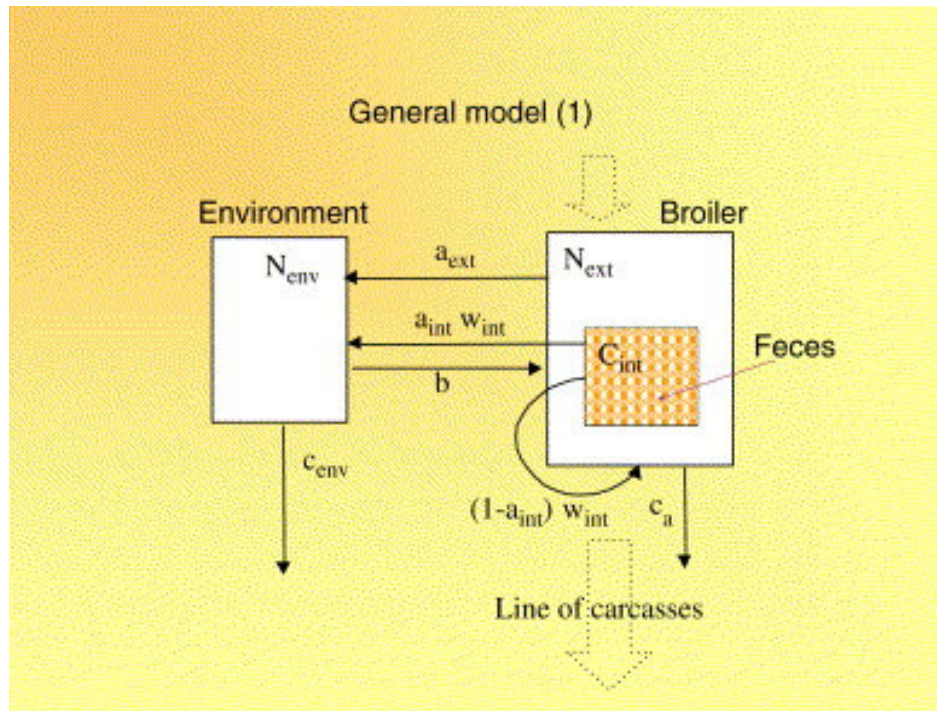 General model (1)
Environment
Broiler
N_env
a_ext
N_ext
a_int w_int
C_int
Feces
b
c_env
(1-a_int) w_int
c_a
Line of carcasses